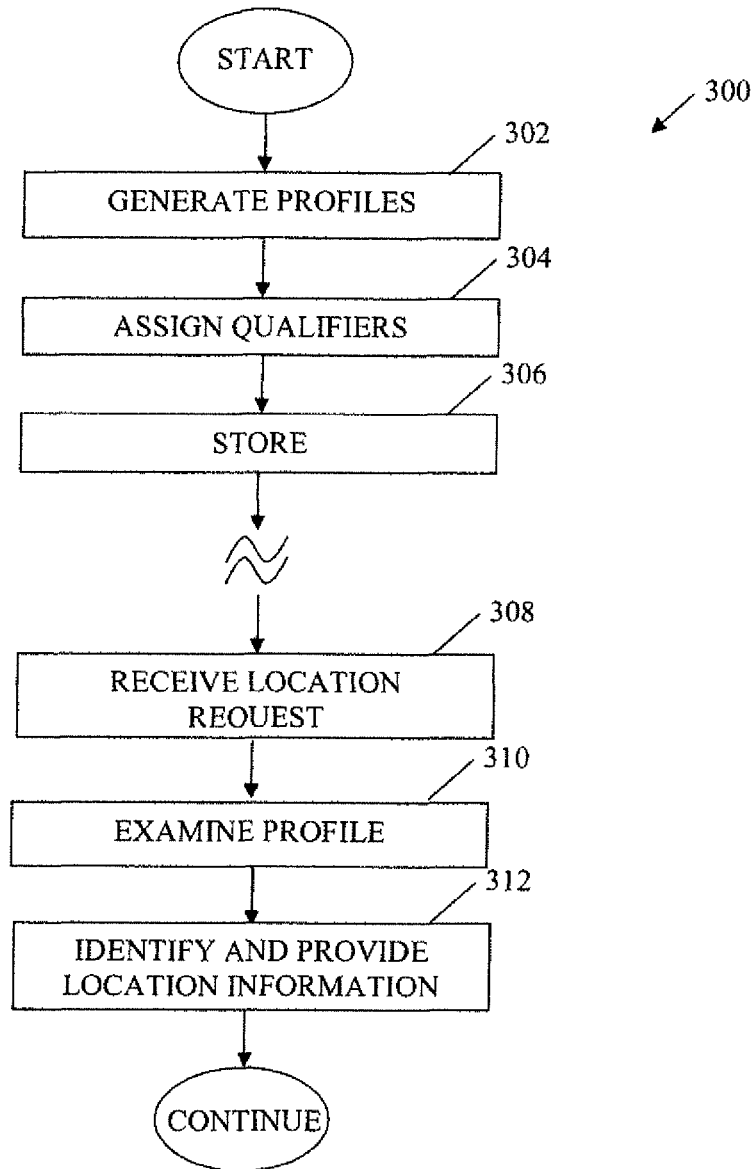 START
300
302
GENERATE PROFILES
304
ASSIGN QUALIFIERS
306
STORE
308
RECEIVE LOCATION
REQUEST
310
EXAMINE PROFILE
312
IDENTIFY AND PROVIDE
LOCATION INFORMATION
CONTINUE